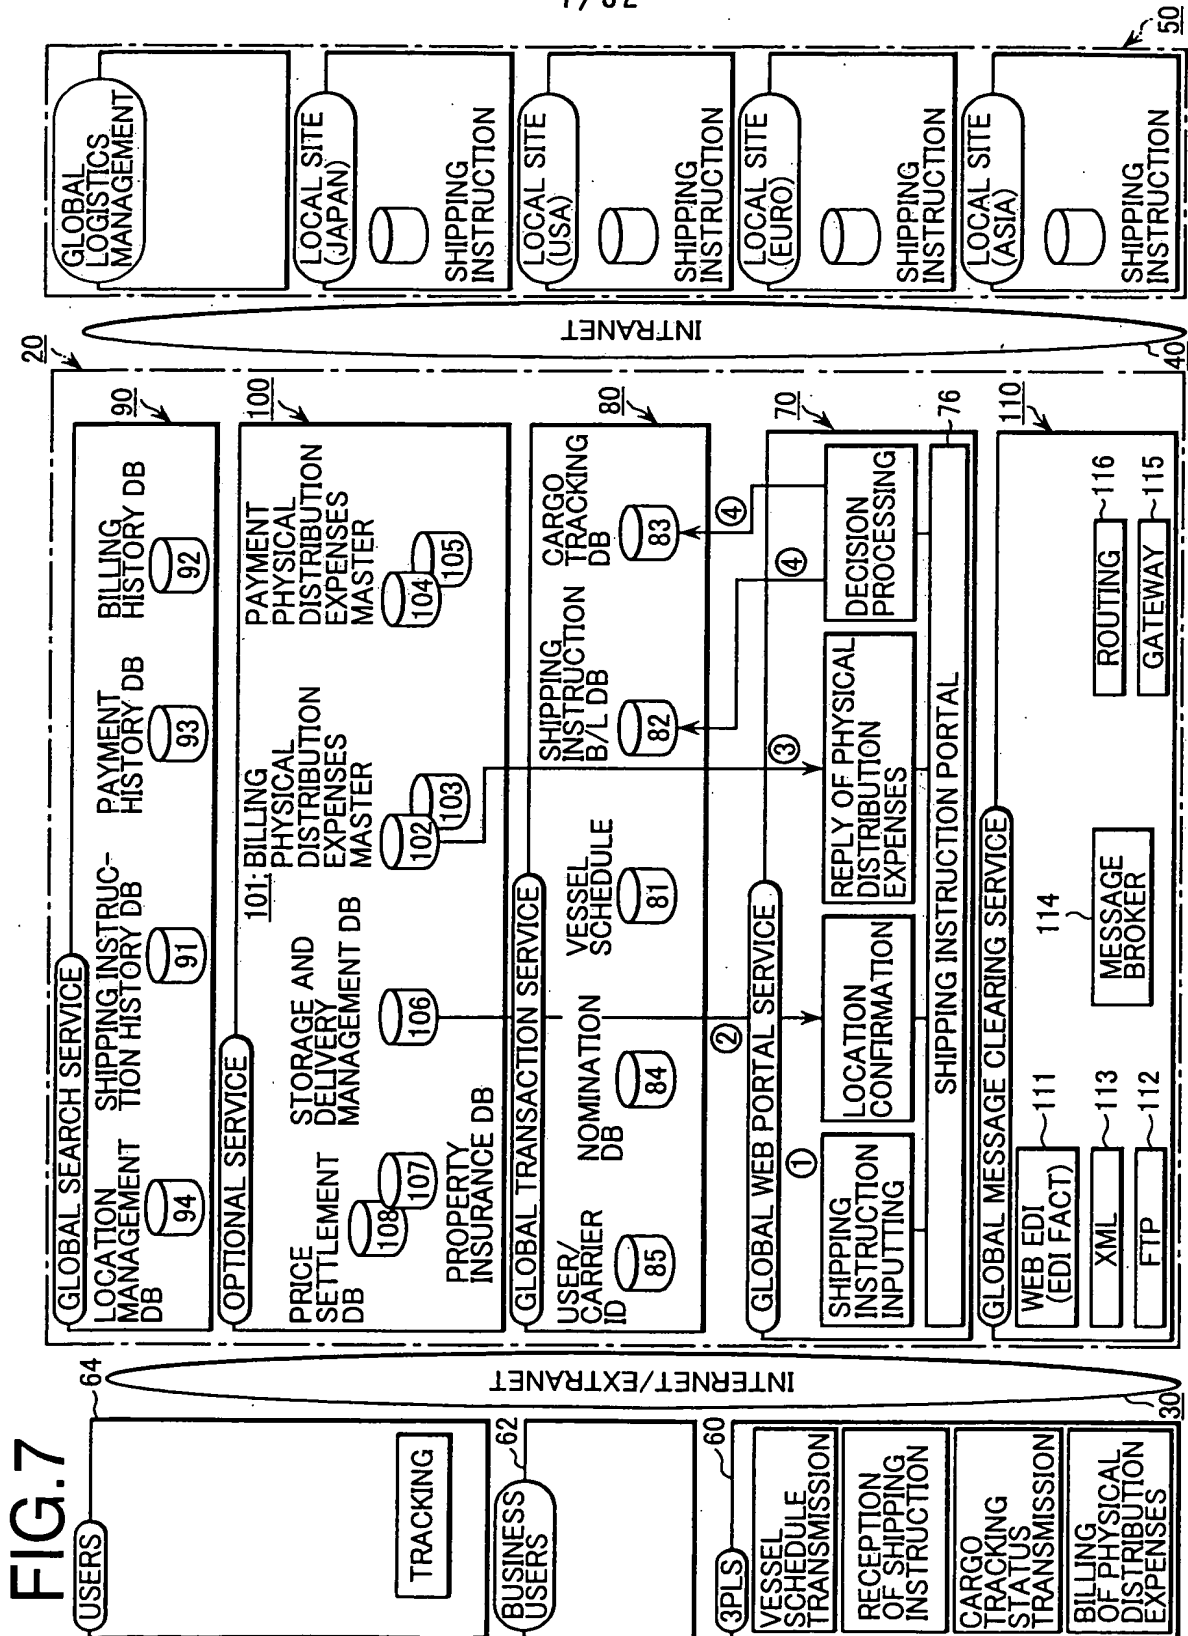 7/32
FIG.7
USERS
64
TRACKING
BUSINESS
USERS
62
3PLS
60
VESSEL
SCHEDULE
TRANSMISSION
RECEPTION
OF SHIPPING
INSTRUCTION
CARGO
TRACKING
STATUS
TRANSMISSION
BILLING
OF PHYSICAL
DISTRIBUTION
EXPENSES
INTERNET/EXTRANET
30
20
GLOBAL SEARCH SERVICE
90
LOCATION
MANAGEMENT
DB
94
SHIPPING INSTRUC-
TION HISTORY DB
91
PAYMENT
HISTORY DB
93
BILLING
HISTORY DB
92
OPTIONAL SERVICE
100
PRICE
SETTLEMENT
DB
108
107
PROPERTY
INSURANCE DB
STORAGE AND
DELIVERY
MANAGEMENT DB
106
101: BILLING
PHYSICAL
DISTRIBUTION
EXPENSES
MASTER
102
103
PAYMENT
PHYSICAL
DISTRIBUTION
EXPENSES
MASTER
104
105
GLOBAL TRANSACTION SERVICE
80
USER/
CARRIER
ID
85
NOMINATION
DB
84
VESSEL
SCHEDULE
81
SHIPPING
INSTRUCTION
B/L DB
82
CARGO
TRACKING
DB
83
②
③
④
④
GLOBAL WEB PORTAL SERVICE
70
①
SHIPPING
INSTRUCTION
INPUTTING
LOCATION
CONFIRMATION
REPLY OF PHYSICAL
DISTRIBUTION
EXPENSES
DECISION
PROCESSING
SHIPPING INSTRUCTION PORTAL
76
GLOBAL MESSAGE CLEARING SERVICE
110
WEB EDI
(EDI FACT)
111
XML
113
FTP
112
114
MESSAGE
BROKER
ROUTING
116
GATEWAY
115
INTRANET
40
GLOBAL
LOGISTICS
MANAGEMENT
LOCAL SITE
(JAPAN)
SHIPPING
INSTRUCTION
LOCAL SITE
(USA)
SHIPPING
INSTRUCTION
LOCAL SITE
(EURO)
SHIPPING
INSTRUCTION
LOCAL SITE
(ASIA)
SHIPPING
INSTRUCTION
50